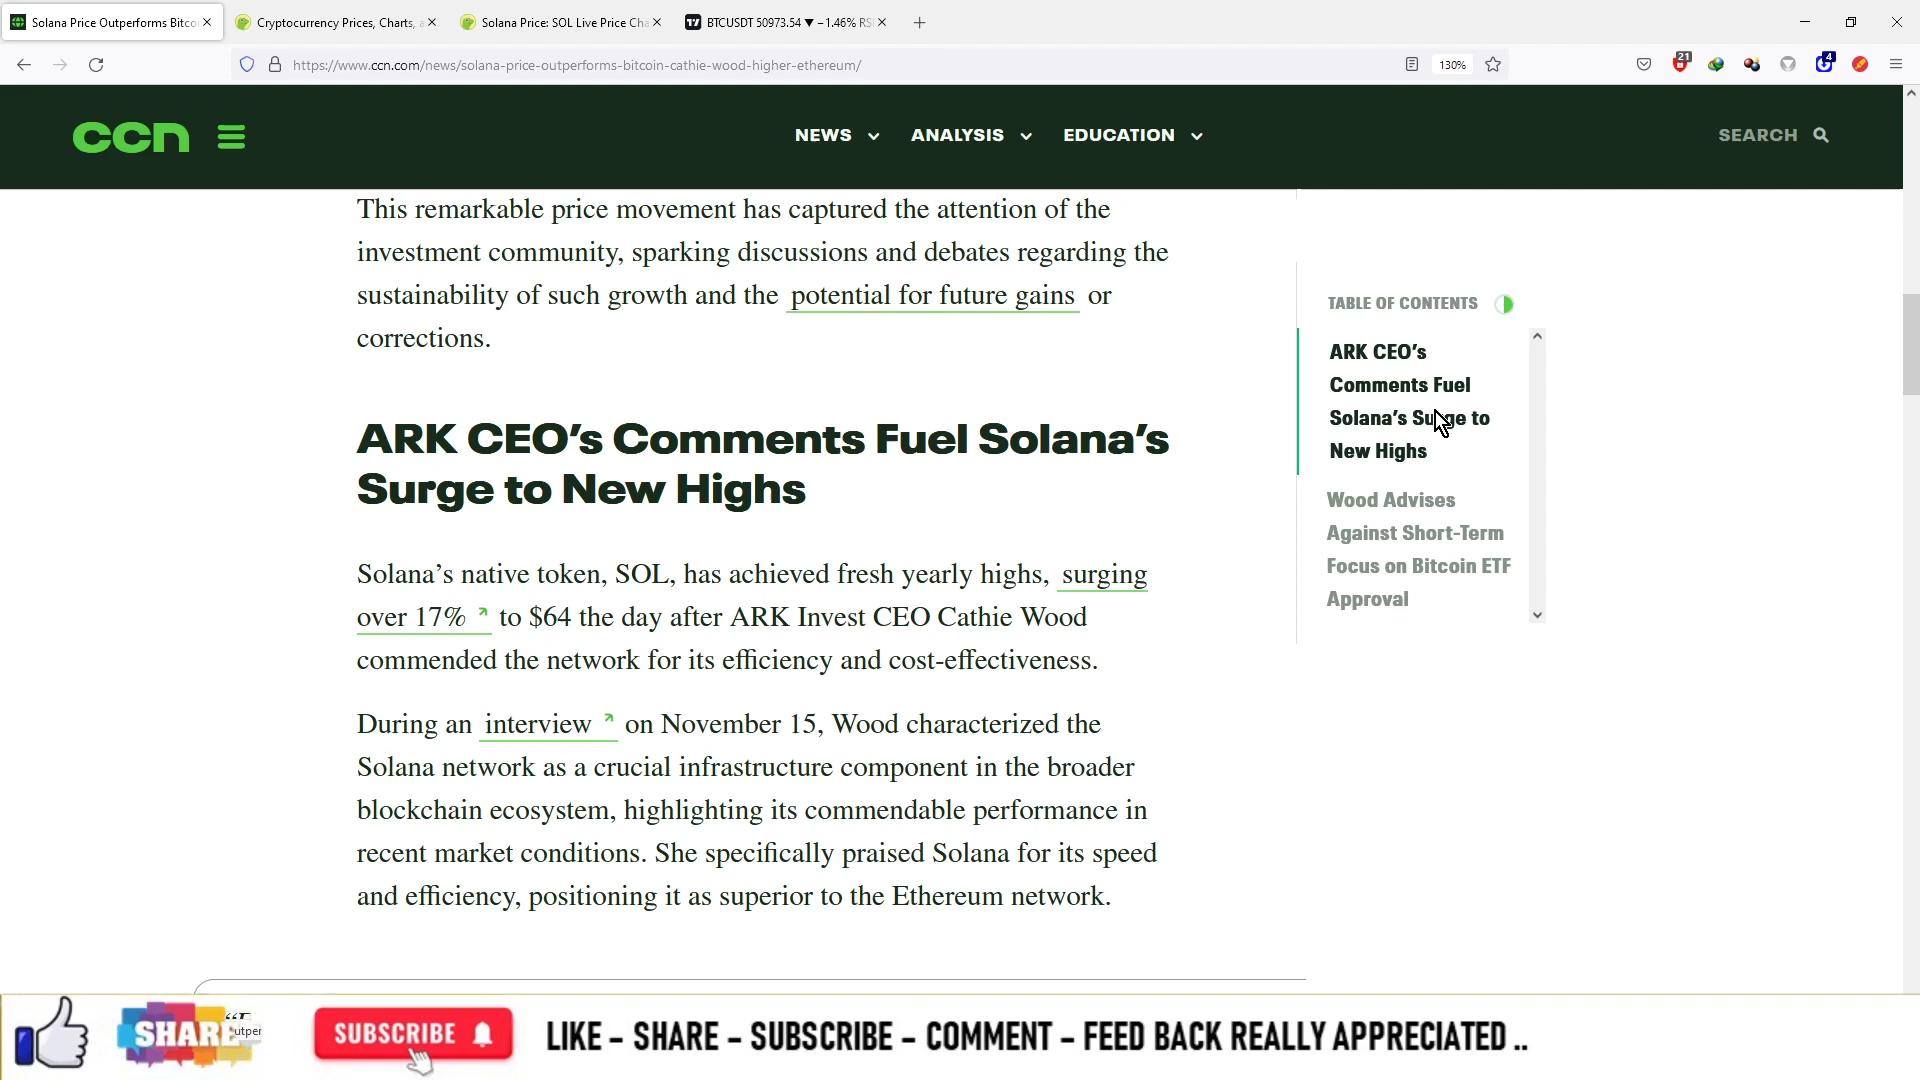 Solana Price Outperforms Bitco
Cryptocurrency Prices, Charts, a
Solana Price: SOL Live Price Cha
BTCUSDT 50973.54 ▼ −1.46% RS
https://www.ccn.com/news/solana-price-outperforms-bitcoin-cathie-wood-higher-ethereum/
130%
21
4
ccn
NEWS
ANALYSIS
EDUCATION
SEARCH
This remarkable price movement has captured the attention of the
investment community, sparking discussions and debates regarding the
sustainability of such growth and the potential for future gains or
corrections.
ARK CEO’s Comments Fuel Solana’s
Surge to New Highs
Solana’s native token, SOL, has achieved fresh yearly highs, surging
over 17% to $64 the day after ARK Invest CEO Cathie Wood
commended the network for its efficiency and cost-effectiveness.
During an interview on November 15, Wood characterized the
Solana network as a crucial infrastructure component in the broader
blockchain ecosystem, highlighting its commendable performance in
recent market conditions. She specifically praised Solana for its speed
and efficiency, positioning it as superior to the Ethereum network.
TABLE OF CONTENTS
ARK CEO’s
Comments Fuel
Solana’s Surge to
New Highs
Wood Advises
Against Short-Term
Focus on Bitcoin ETF
Approval
SHARE
SUBSCRIBE
LIKE – SHARE – SUBSCRIBE – COMMENT – FEED BACK REALLY APPRECIATED ..